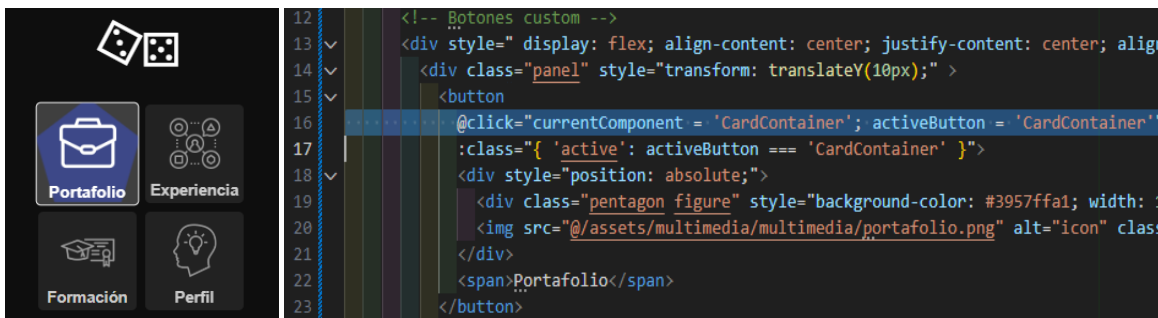 Portafolio
Experiencia
Formación
Perfil
12 <!-- Botones custom -->
13 <div style=" display: flex; align-content: center; justify-content: center; alig
14 <div class="panel" style="transform: translateY(10px);" >
15 <button
16 @click="currentComponent = 'CardContainer'; activeButton = 'CardContainer'"
17 :class="{ 'active': activeButton === 'CardContainer' }">
18 <div style="position: absolute;">
19 <div class="pentagon figure" style="background-color: #3957ffa1; width:
20 <img src="@/assets/multimedia/multimedia/portafolio.png" alt="icon" clas
21 </div>
22 <span>Portafolio</span>
23 </button>